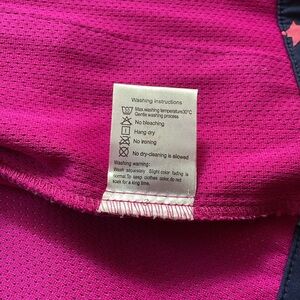 Washing instructions
Max.washing temperature30°C
Gentle washing process
No bleaching
Hang dry
No ironing
No dry-cleaning is allowed
Washing warning:
Wash separately. Slight color fading is
normal.To keep clothes color,do not
soak for a long time.